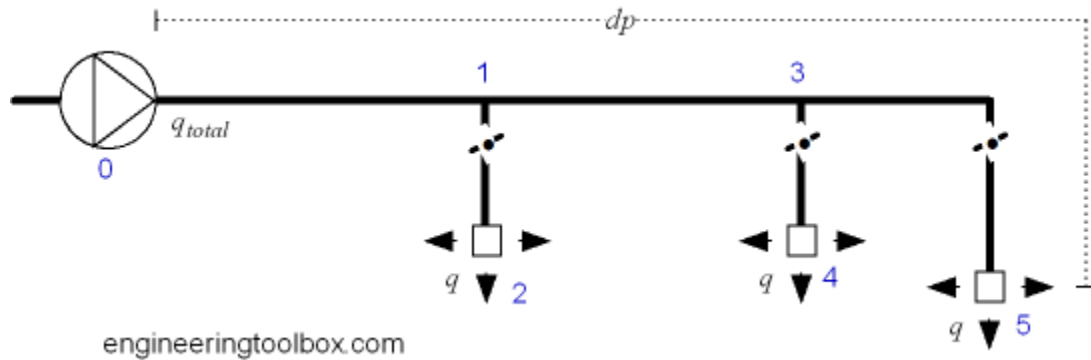 dp
1 3
q_total
0
q 2 q 4
q 5
engineeringtoolbox.com